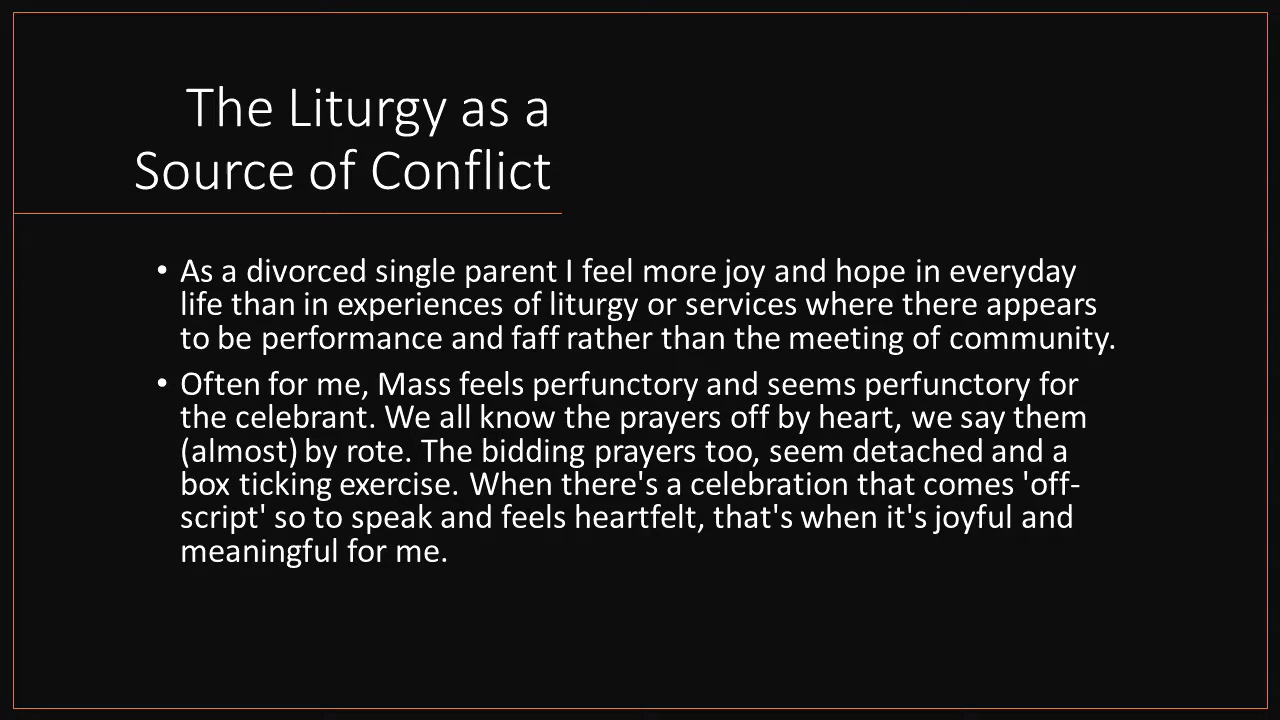 The Liturgy as a
Source of Conflict
• As a divorced single parent I feel more joy and hope in everyday
life than in experiences of liturgy or services where there appears
to be performance and faff rather than the meeting of community.
• Often for me, Mass feels perfunctory and seems perfunctory for
the celebrant. We all know the prayers off by heart, we say them
(almost) by rote. The bidding prayers too, seem detached and a
box ticking exercise. When there's a celebration that comes 'off-
script' so to speak and feels heartfelt, that's when it's joyful and
meaningful for me.